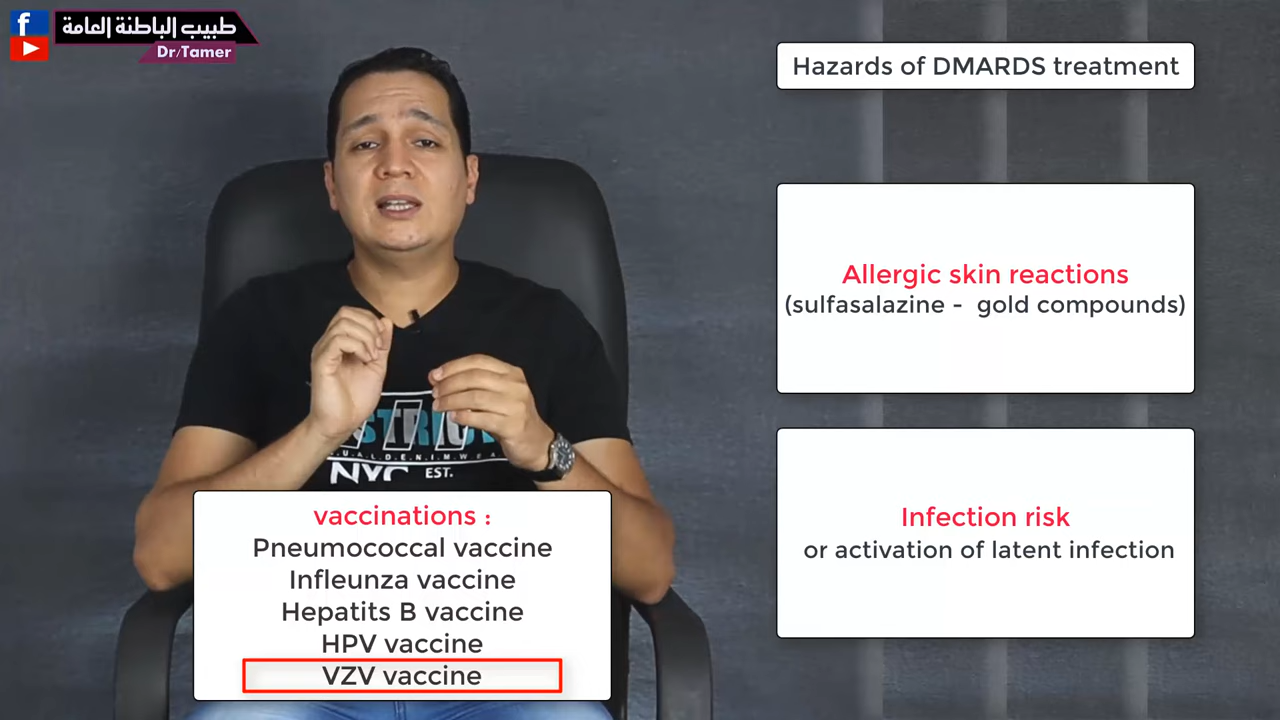 طبيب الباطنة العامة
Dr/Tamer
Hazards of DMARDS treatment
Allergic skin reactions
(sulfasalazine - gold compounds)
Infection risk
or activation of latent infection
NYC EST.
vaccinations :
Pneumococcal vaccine
Infleunza vaccine
Hepatits B vaccine
HPV vaccine
VZV vaccine